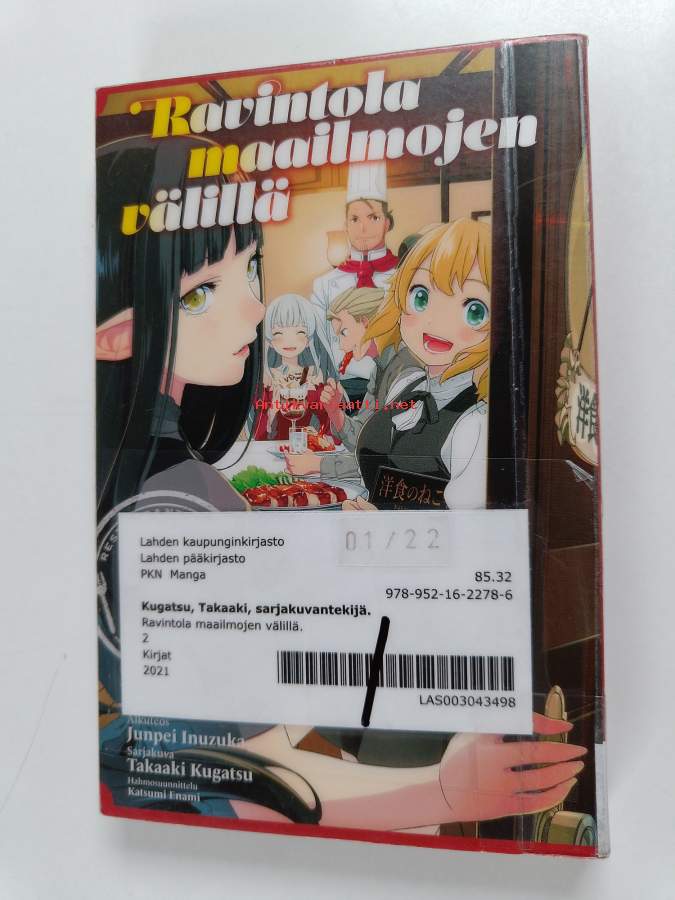 Ravintola
maailmojen
välillä
Antikvariaatti.net
洋食のねこ
Lahden kaupunginkirjasto
01/22
Lahden pääkirjasto
PKN Manga
85.32
978-952-16-2278-6
Kugatsu, Takaaki, sarjakuvantekijä.
Ravintola maailmojen välillä.
2
Kirjat
2021
LAS003043498
Alkuteos
Junpei Inuzuka
Sarjakuva
Takaaki Kugatsu
Hahmosuunnittelu
Katsumi Enami